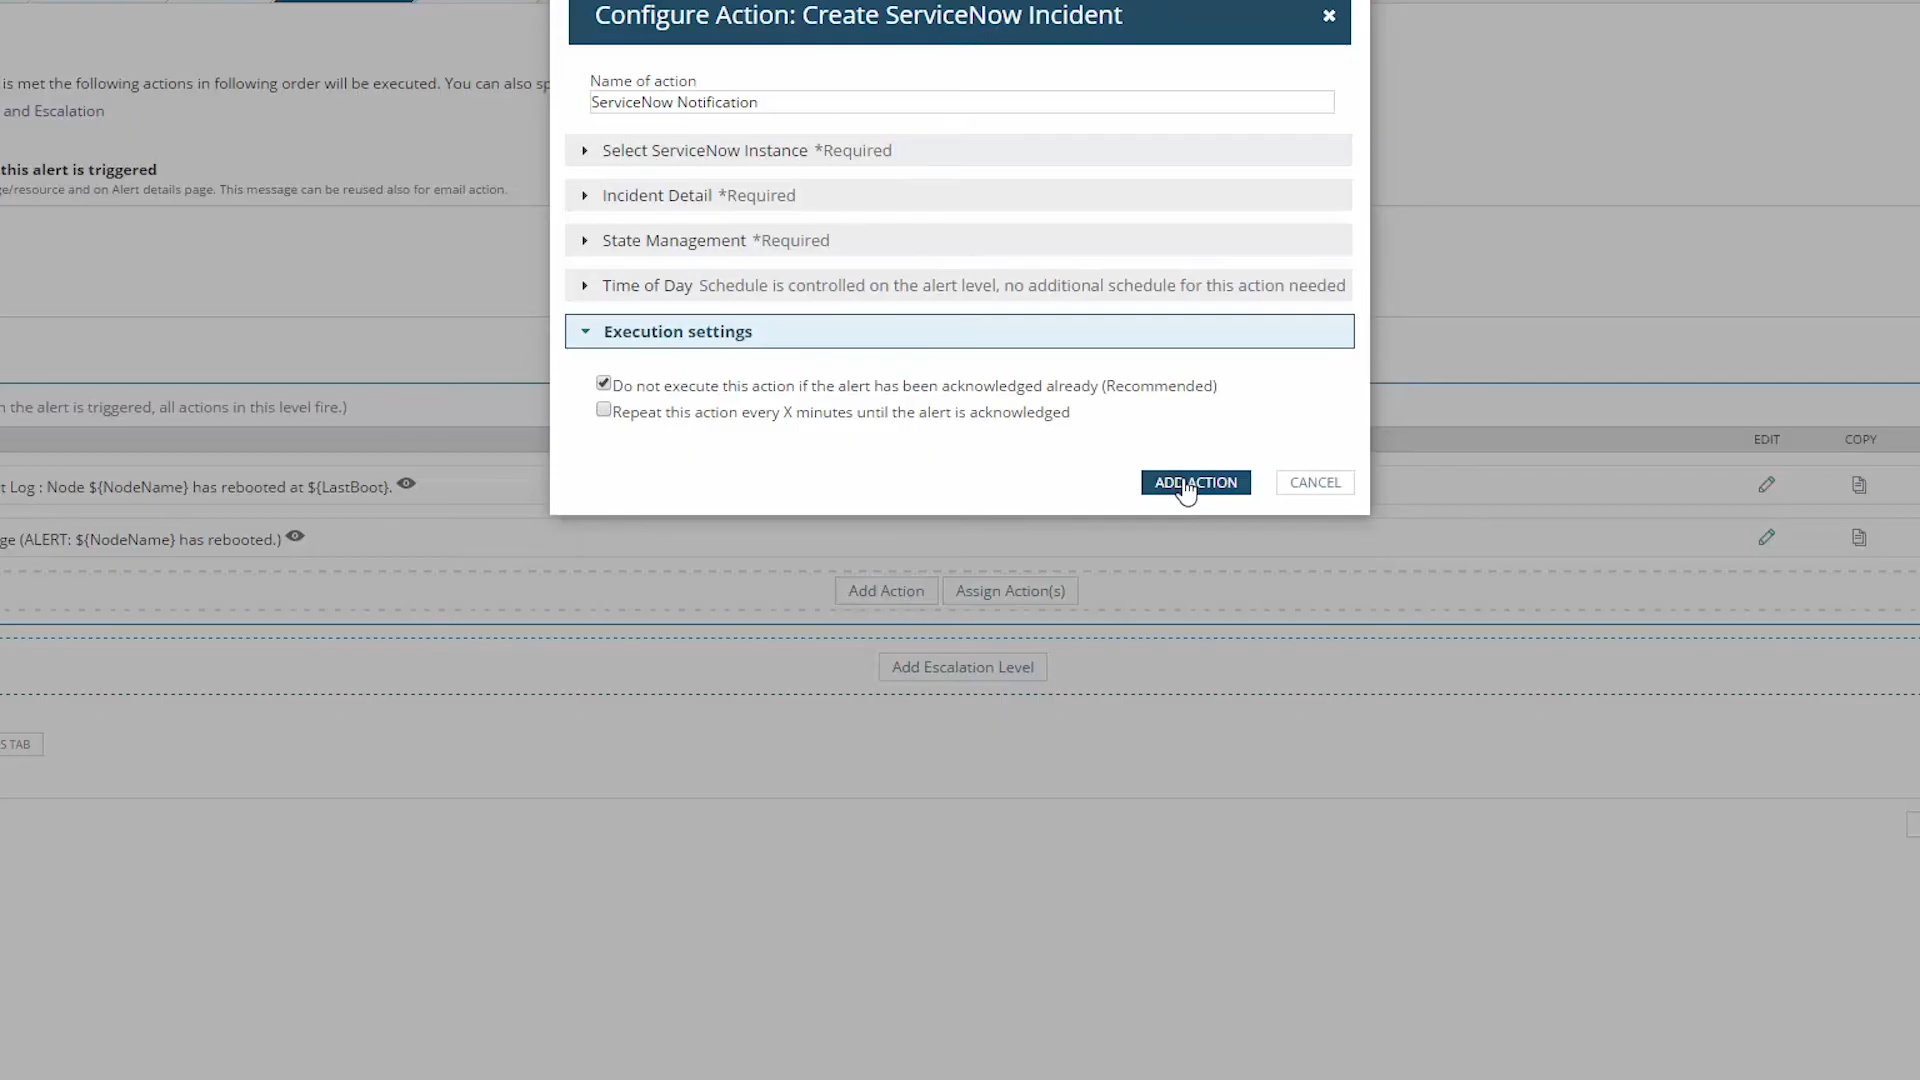 Configure Action: Create ServiceNow Incident
is met the following actions in following order will be executed. You can also sp
and Escalation
this alert is triggered
ge/resource and on Alert details page. This message can be reused also for email action.
Name of action
ServiceNow Notification
Select ServiceNow Instance *Required
Incident Detail *Required
State Management *Required
Time of Day Schedule is controlled on the alert level, no additional schedule for this action needed
Execution settings
Do not execute this action if the alert has been acknowledged already (Recommended)
Repeat this action every X minutes until the alert is acknowledged
ADD ACTION CANCEL
n the alert is triggered, all actions in this level fire.)
EDIT COPY
t Log : Node ${NodeName} has rebooted at ${LastBoot}.
ge (ALERT: ${NodeName} has rebooted.)
Add Action Assign Action(s)
Add Escalation Level
S TAB